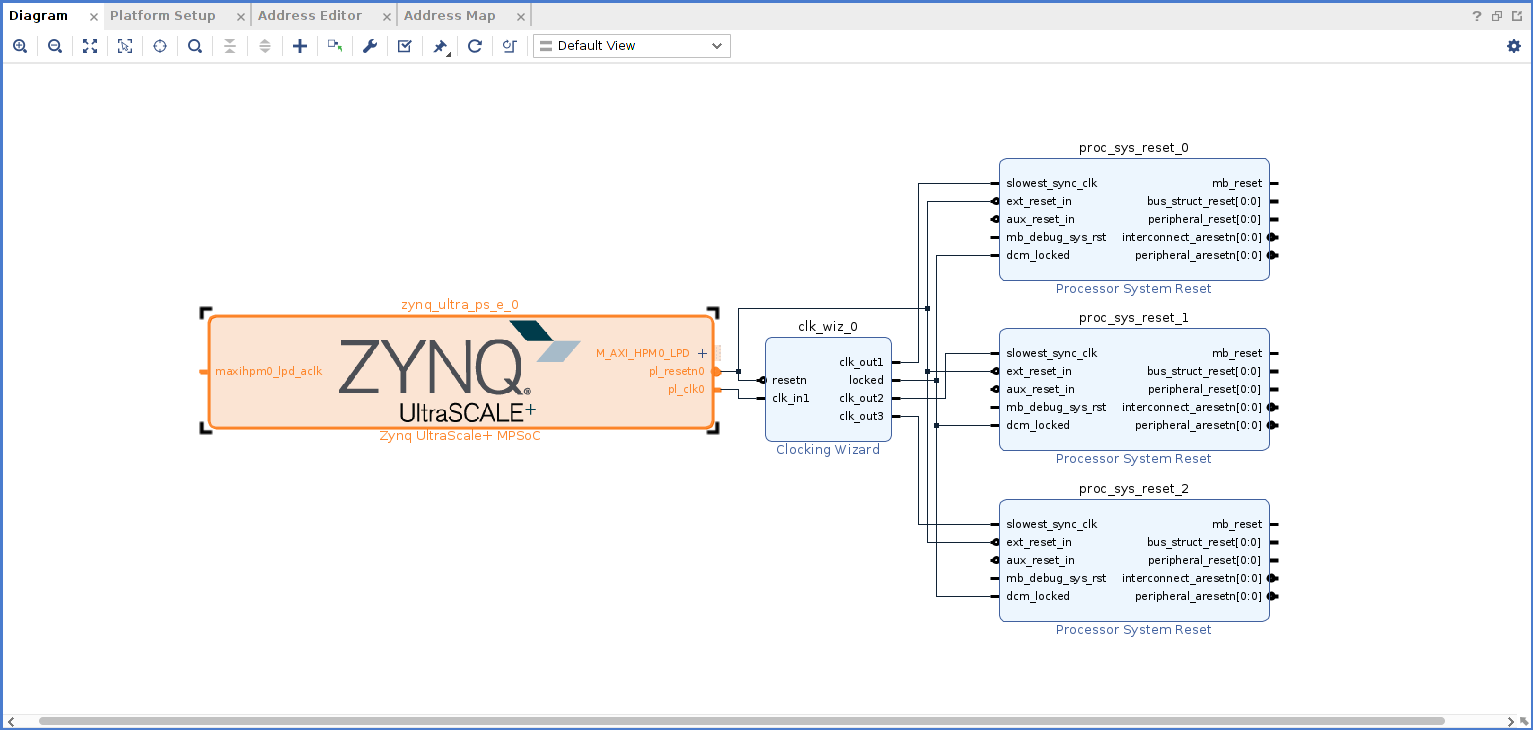 Diagram
Platform Setup
Address Editor
Address Map
Default View
zynq_ultra_ps_e_0
maxihpm0_lpd_aclk
ZYNQ
UltraSCALE+
M_AXI_HPM0_LPD
pl_resetn0
pl_clk0
Zynq UltraScale+ MPSoC
clk_wiz_0
resetn
clk_in1
clk_out1
locked
clk_out2
clk_out3
Clocking Wizard
proc_sys_reset_0
slowest_sync_clk
ext_reset_in
aux_reset_in
mb_debug_sys_rst
dcm_locked
mb_reset
bus_struct_reset[0:0]
peripheral_reset[0:0]
interconnect_aresetn[0:0]
peripheral_aresetn[0:0]
Processor System Reset
proc_sys_reset_1
slowest_sync_clk
ext_reset_in
aux_reset_in
mb_debug_sys_rst
dcm_locked
mb_reset
bus_struct_reset[0:0]
peripheral_reset[0:0]
interconnect_aresetn[0:0]
peripheral_aresetn[0:0]
Processor System Reset
proc_sys_reset_2
slowest_sync_clk
ext_reset_in
aux_reset_in
mb_debug_sys_rst
dcm_locked
mb_reset
bus_struct_reset[0:0]
peripheral_reset[0:0]
interconnect_aresetn[0:0]
peripheral_aresetn[0:0]
Processor System Reset